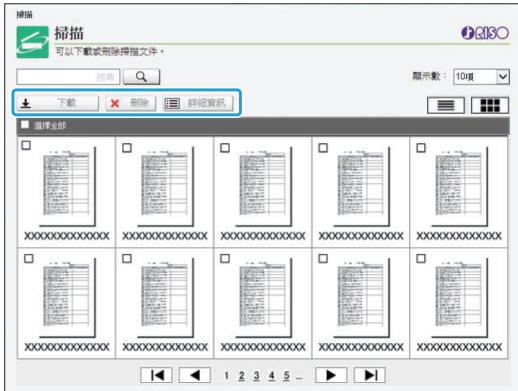 掃描
掃描
RISO
可以下載或刪除掃描文件。
搜尋
顯示數： 10項
下載 刪除 詳細資訊
選擇全部
XXXXXXXXXXXXX XXXXXXXXXXXXX XXXXXXXXXXXXX XXXXXXXXXXXXX XXXXXXXXXXXXX
XXXXXXXXXXXXX XXXXXXXXXXXXX XXXXXXXXXXXXX XXXXXXXXXXXXX XXXXXXXXXXXXX
1 2 3 4 5 ...